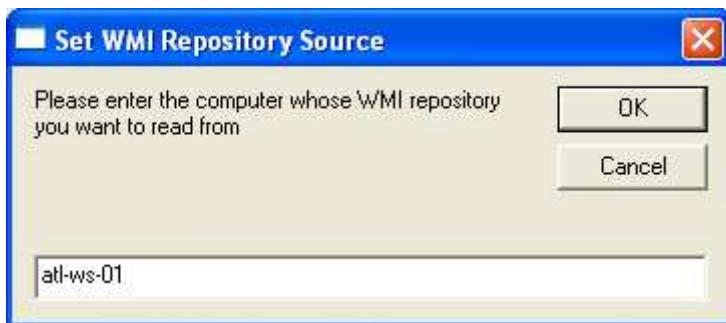 Set WMI Repository Source
Please enter the computer whose WMI repository
you want to read from
OK
Cancel
atl-ws-01